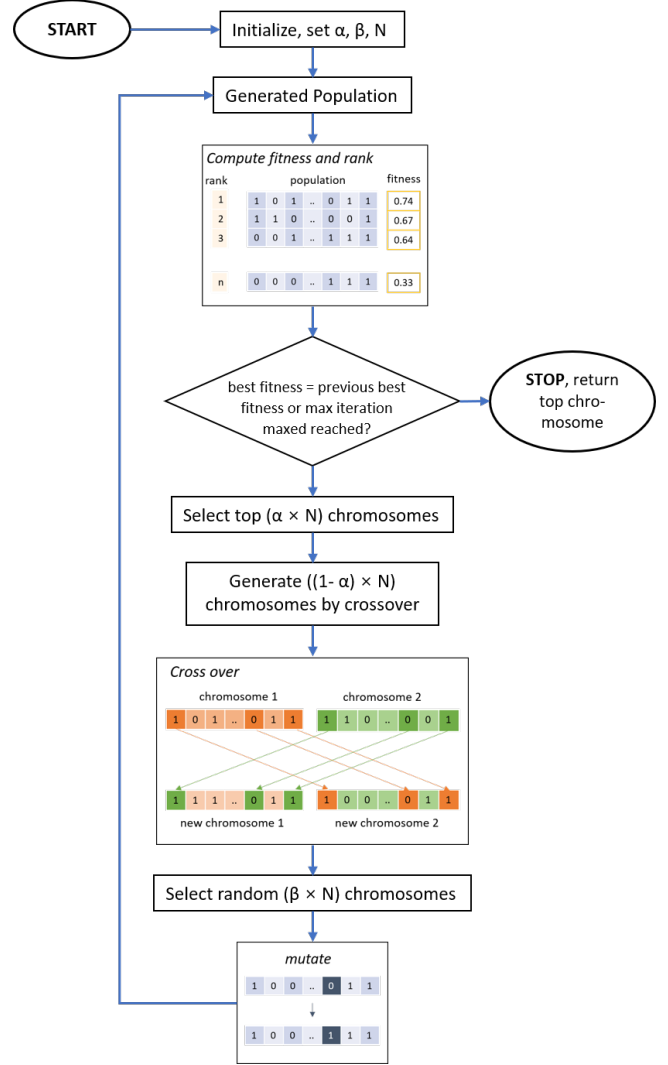 START
Initialize, set α, β, N
Generated Population
Compute fitness and rank
rank population fitness
1 1 0 1 .. 0 1 1 0.74
2 1 1 0 .. 0 0 1 0.67
3 0 0 1 .. 1 1 1 0.64
n 0 0 0 .. 1 1 1 0.33
best fitness = previous best
fitness or max iteration
maxed reached?
STOP, return
top chro-
mosome
Select top (α × N) chromosomes
Generate ((1- α) × N)
chromosomes by crossover
Cross over
chromosome 1 chromosome 2
1 0 1 .. 0 1 1 1 1 0 .. 0 0 1
1 1 1 .. 0 1 1 1 0 0 .. 0 1 1
new chromosome 1 new chromosome 2
Select random (β × N) chromosomes
mutate
1 0 0 .. 0 1 1
1 0 0 .. 1 1 1